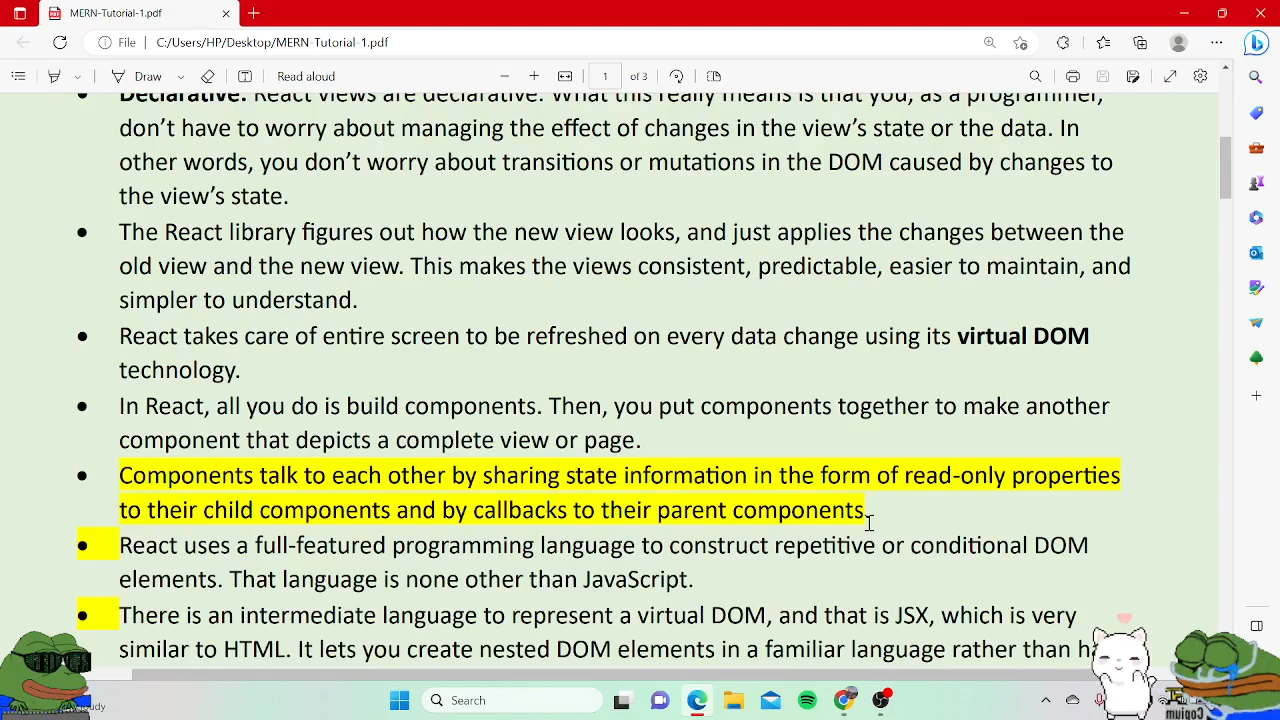 MERN-Tutorial-1.pdf
File C:/Users/HP/Desktop/MERN-Tutorial-1.pdf
Draw Read aloud 1 of 3
Declarative. React views are declarative. What this really means is that you, as a programmer,
don't have to worry about managing the effect of changes in the view's state or the data. In
other words, you don't worry about transitions or mutations in the DOM caused by changes to
the view's state.
• The React library figures out how the new view looks, and just applies the changes between the
old view and the new view. This makes the views consistent, predictable, easier to maintain, and
simpler to understand.
• React takes care of entire screen to be refreshed on every data change using its virtual DOM
technology.
• In React, all you do is build components. Then, you put components together to make another
component that depicts a complete view or page.
• Components talk to each other by sharing state information in the form of read-only properties
to their child components and by callbacks to their parent components.
• React uses a full-featured programming language to construct repetitive or conditional DOM
elements. That language is none other than JavaScript.
• There is an intermediate language to represent a virtual DOM, and that is JSX, which is very
similar to HTML. It lets you create nested DOM elements in a familiar language rather than
Search